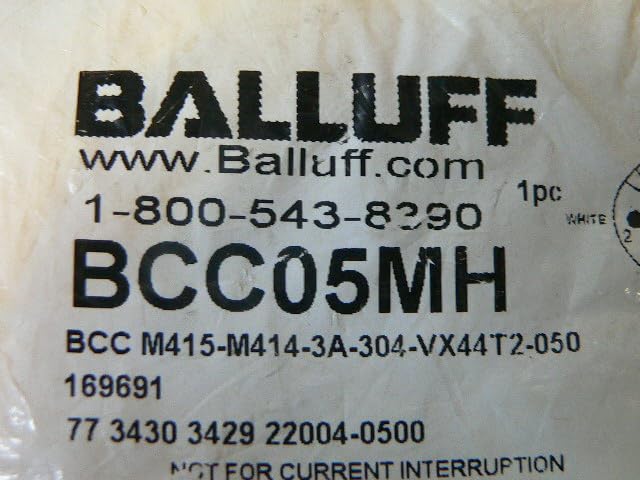 BALLUFF
www.Balluff.com
1-800-543-8390
1pc
WHITE
2
BCC05MH
BCC M415-M414-3A-304-VX44T2-050
169691
77 3430 3429 22004-0500
NOT FOR CURRENT INTERRUPTION